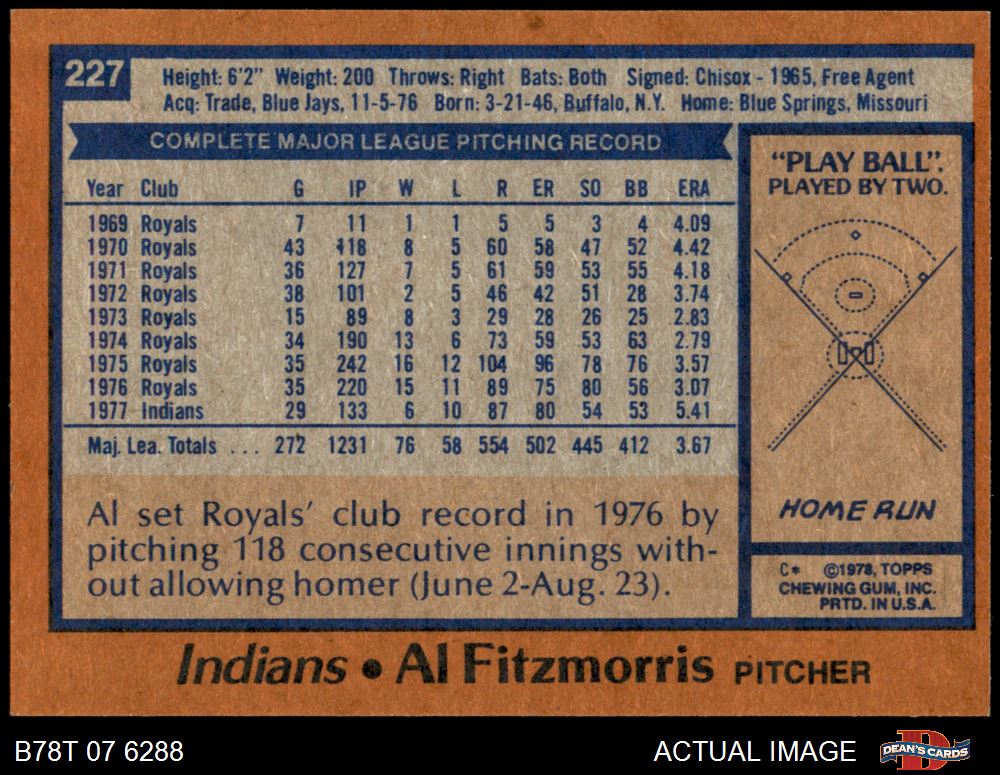 227
Height: 6'2" Weight: 200 Throws: Right Bats: Both Signed: Chisox - 1965, Free Agent
Acq: Trade, Blue Jays, 11-5-76 Born: 3-21-46, Buffalo, N.Y. Home: Blue Springs, Missouri
COMPLETE MAJOR LEAGUE PITCHING RECORD
Year Club G IP W L R ER SO BB ERA
1969 Royals 7 11 1 1 5 5 3 4 4.09
1970 Royals 43 118 8 5 60 58 47 52 4.42
1971 Royals 36 127 7 5 61 59 53 55 4.18
1972 Royals 38 101 2 5 46 42 51 28 3.74
1973 Royals 15 89 8 3 29 28 26 25 2.83
1974 Royals 34 190 13 6 73 59 53 63 2.79
1975 Royals 35 242 16 12 104 96 78 76 3.57
1976 Royals 35 220 15 11 89 75 80 56 3.07
1977 Indians 29 133 6 10 87 80 54 53 5.41
Maj. Lea. Totals ... 272 1231 76 58 554 502 445 412 3.67
Al set Royals' club record in 1976 by
pitching 118 consecutive innings with-
out allowing homer (June 2-Aug. 23).
"PLAY BALL".
PLAYED BY TWO.
HOME RUN
C* ©1978, TOPPS
CHEWING GUM, INC.
PRTD. IN U.S.A.
Indians • Al Fitzmorris PITCHER
B78T 07 6288
ACTUAL IMAGE
DEAN'S CARDS